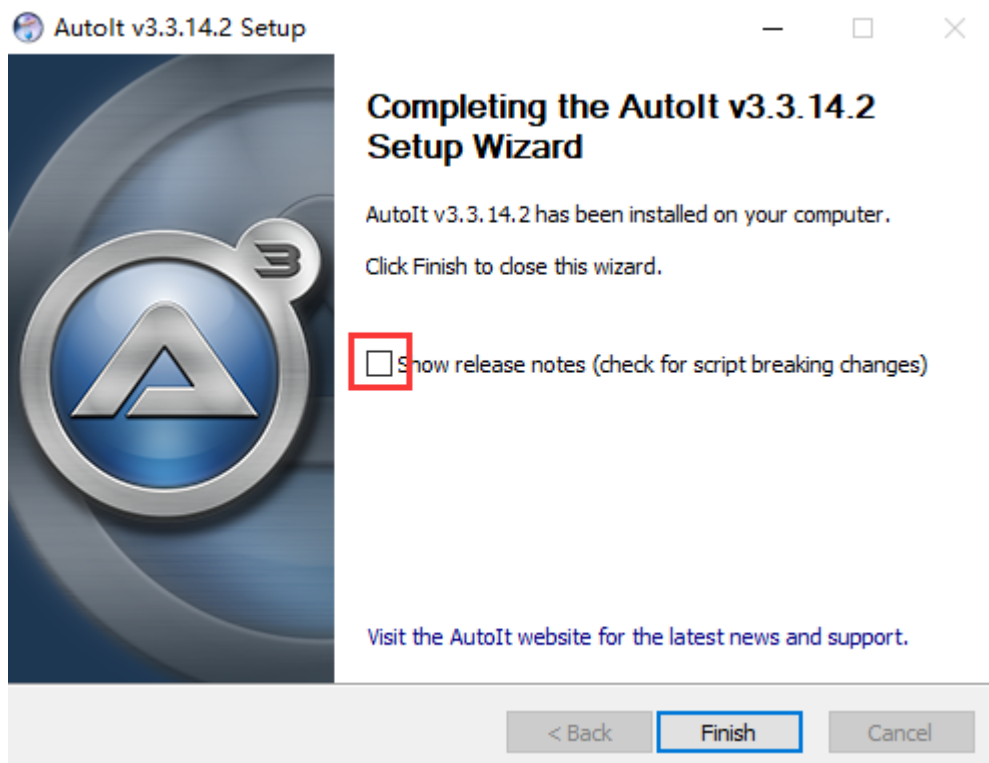 AutoIt v3.3.14.2 Setup
3
Completing the AutoIt v3.3.14.2
Setup Wizard
AutoIt v3.3.14.2 has been installed on your computer.
Click Finish to close this wizard.
Show release notes (check for script breaking changes)
Visit the AutoIt website for the latest news and support.
< Back Finish Cancel